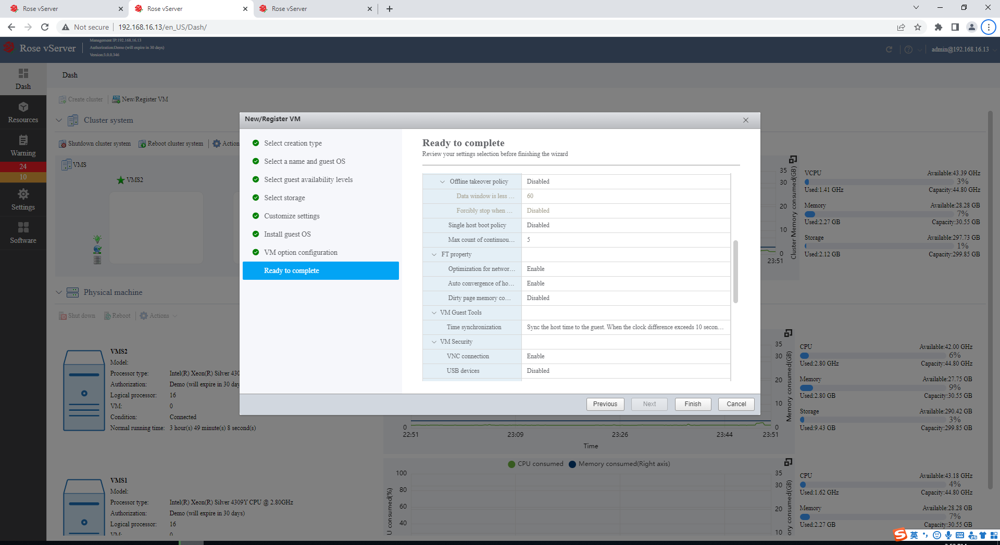 Rose vServer
Rose vServer
Rose vServer
Not secure
192.168.16.13/en_US/Dash/
Rose vServer
Management IP:192.168.16.13
Authorization:Demo (will expire in 30 days)
Version:3.0.0.346
admin@192.168.16.13
Dash
Resources
Warning
24
10
Settings
Software
Dash
Create cluster
New/Register VM
Cluster system
Shutdown cluster system
Reboot cluster system
Action
VMS
VMS2
Physical machine
Shut down
Reboot
Actions
VMS2
Model:
Processor type: Intel(R) Xeon(R) Silver 430
Authorization: Demo (will expire in 30 day
Logical processor: 16
VM: 0
Condition: Connected
Normal running time: 3 hour(s) 49 minute(s) 8 second(s)
VMS1
Model:
Processor type: Intel(R) Xeon(R) Silver 4309Y CPU @ 2.80GHz
Authorization: Demo (will expire in 30 days)
Logical processor: 16
VM: 0
New/Register VM
Select creation type
Select a name and guest OS
Select guest availability levels
Select storage
Customize settings
Install guest OS
VM option configuration
Ready to complete
Ready to complete
Review your settings selection before finishing the wizard
Offline takeover policy Disabled
Data window is less ... 60
Forcibly stop when ... Disabled
Single host boot policy Disabled
Max count of continuou... 5
FT property
Optimization for networ... Enable
Auto convergence of ho... Enable
Dirty page memory co... Disabled
VM Guest Tools
Time synchronization Sync the host time to the guest. When the clock difference exceeds 10 secon...
VM Security
VNC connection Enable
USB devices Disabled
Previous
Next
Finish
Cancel
35
30
20
10
0
23:51
Cluster Memory consumed(GB)
VCPU Available:43.39 GHz
3%
Used:1.41 GHz Capacity:44.80 GHz
Memory Available:28.28 GB
7%
Used:2.27 GB Capacity:30.55 GB
Storage Available:297.73 GB
1%
Used:2.12 GB Capacity:299.85 GB
35
30
20
10
0
Memory consumed(GB)
0
22:51
23:09
23:26
23:44
23:51
Time
CPU Available:42.00 GHz
6%
Used:2.80 GHz Capacity:44.80 GHz
Memory Available:27.75 GB
9%
Used:2.80 GB Capacity:30.55 GB
Storage Available:290.42 GB
3%
Used:9.43 GB Capacity:299.85 GB
CPU consumed
Memory consumed(Right axis)
100
80
60
40
U consumed(%)
35
30
20
10
ory consumed(GB)
CPU Available:43.18 GHz
4%
Used:1.62 GHz Capacity:44.80 GHz
Memory Available:28.28 GB
7%
Used:2.27 GB Capacity:30.55 GB
英